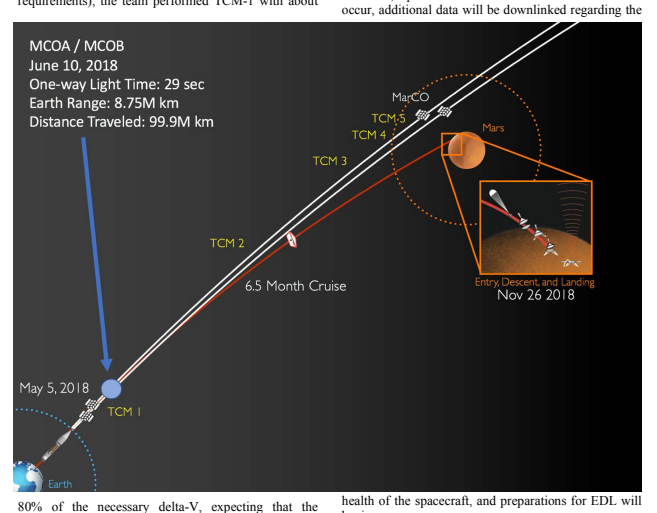 requirements), the team performed TCM-1 with about
occur, additional data will be downlinked regarding the
MCOA / MCOB
June 10, 2018
One-way Light Time: 29 sec
Earth Range: 8.75M km
Distance Traveled: 99.9M km
MarCO
TCM 5
TCM 4
Mars
TCM 3
TCM 2
6.5 Month Cruise
Entry, Descent, and Landing
Nov 26 2018
May 5, 2018
TCM 1
Earth
80% of the necessary delta-V, expecting that the
health of the spacecraft, and preparations for EDL will